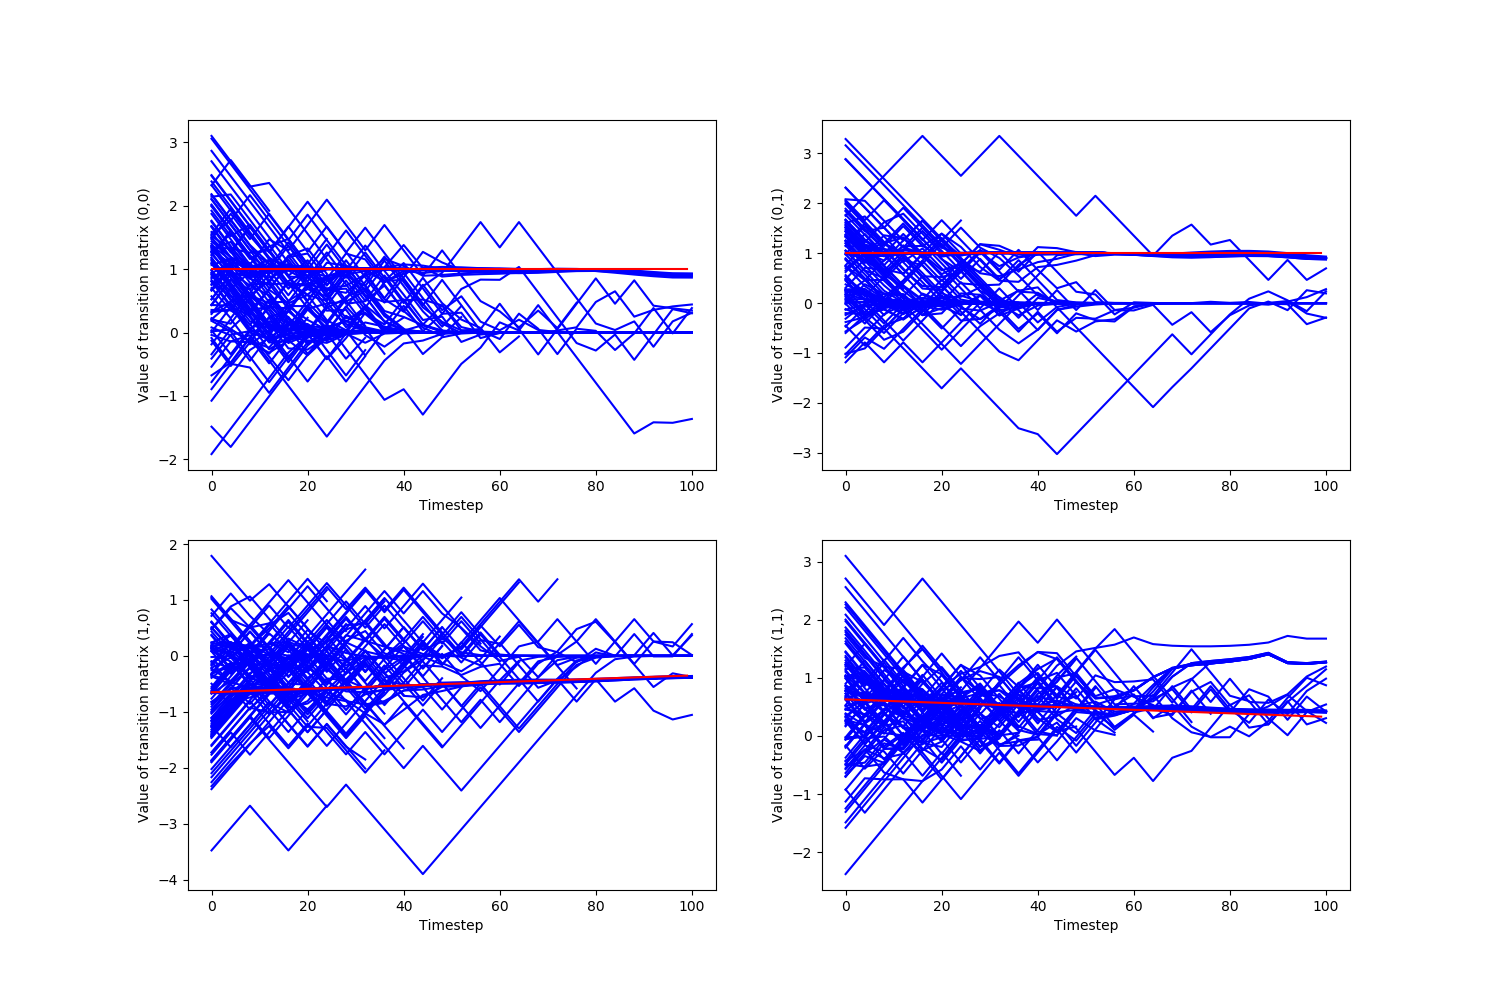 Value of transition matrix (0,0)
3
2
1
0
−1
−2
0 20 40 60 80 100
Timestep
Value of transition matrix (0,1)
3
2
1
0
−1
−2
−3
0 20 40 60 80 100
Timestep
Value of transition matrix (1,0)
2
1
0
−1
−2
−3
−4
0 20 40 60 80 100
Timestep
Value of transition matrix (1,1)
3
2
1
0
−1
−2
0 20 40 60 80 100
Timestep